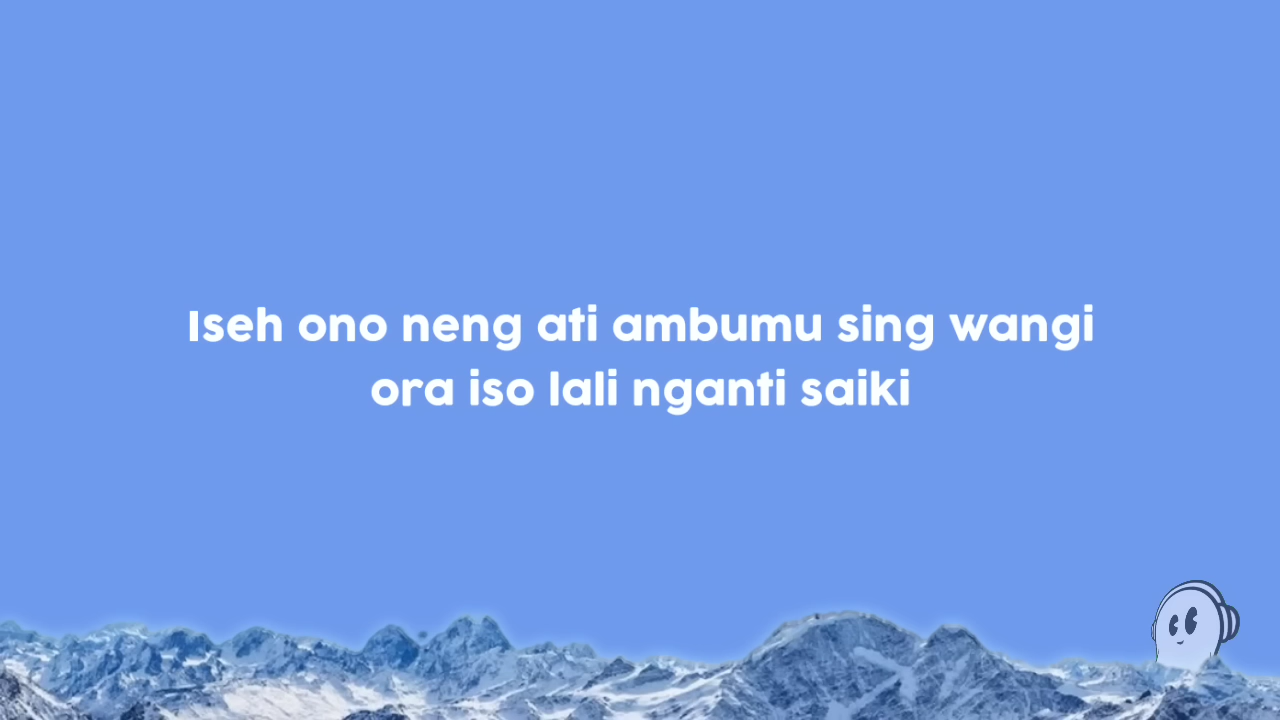 Iseh ono neng ati ambumu sing wangi
ora iso lali nganti saiki